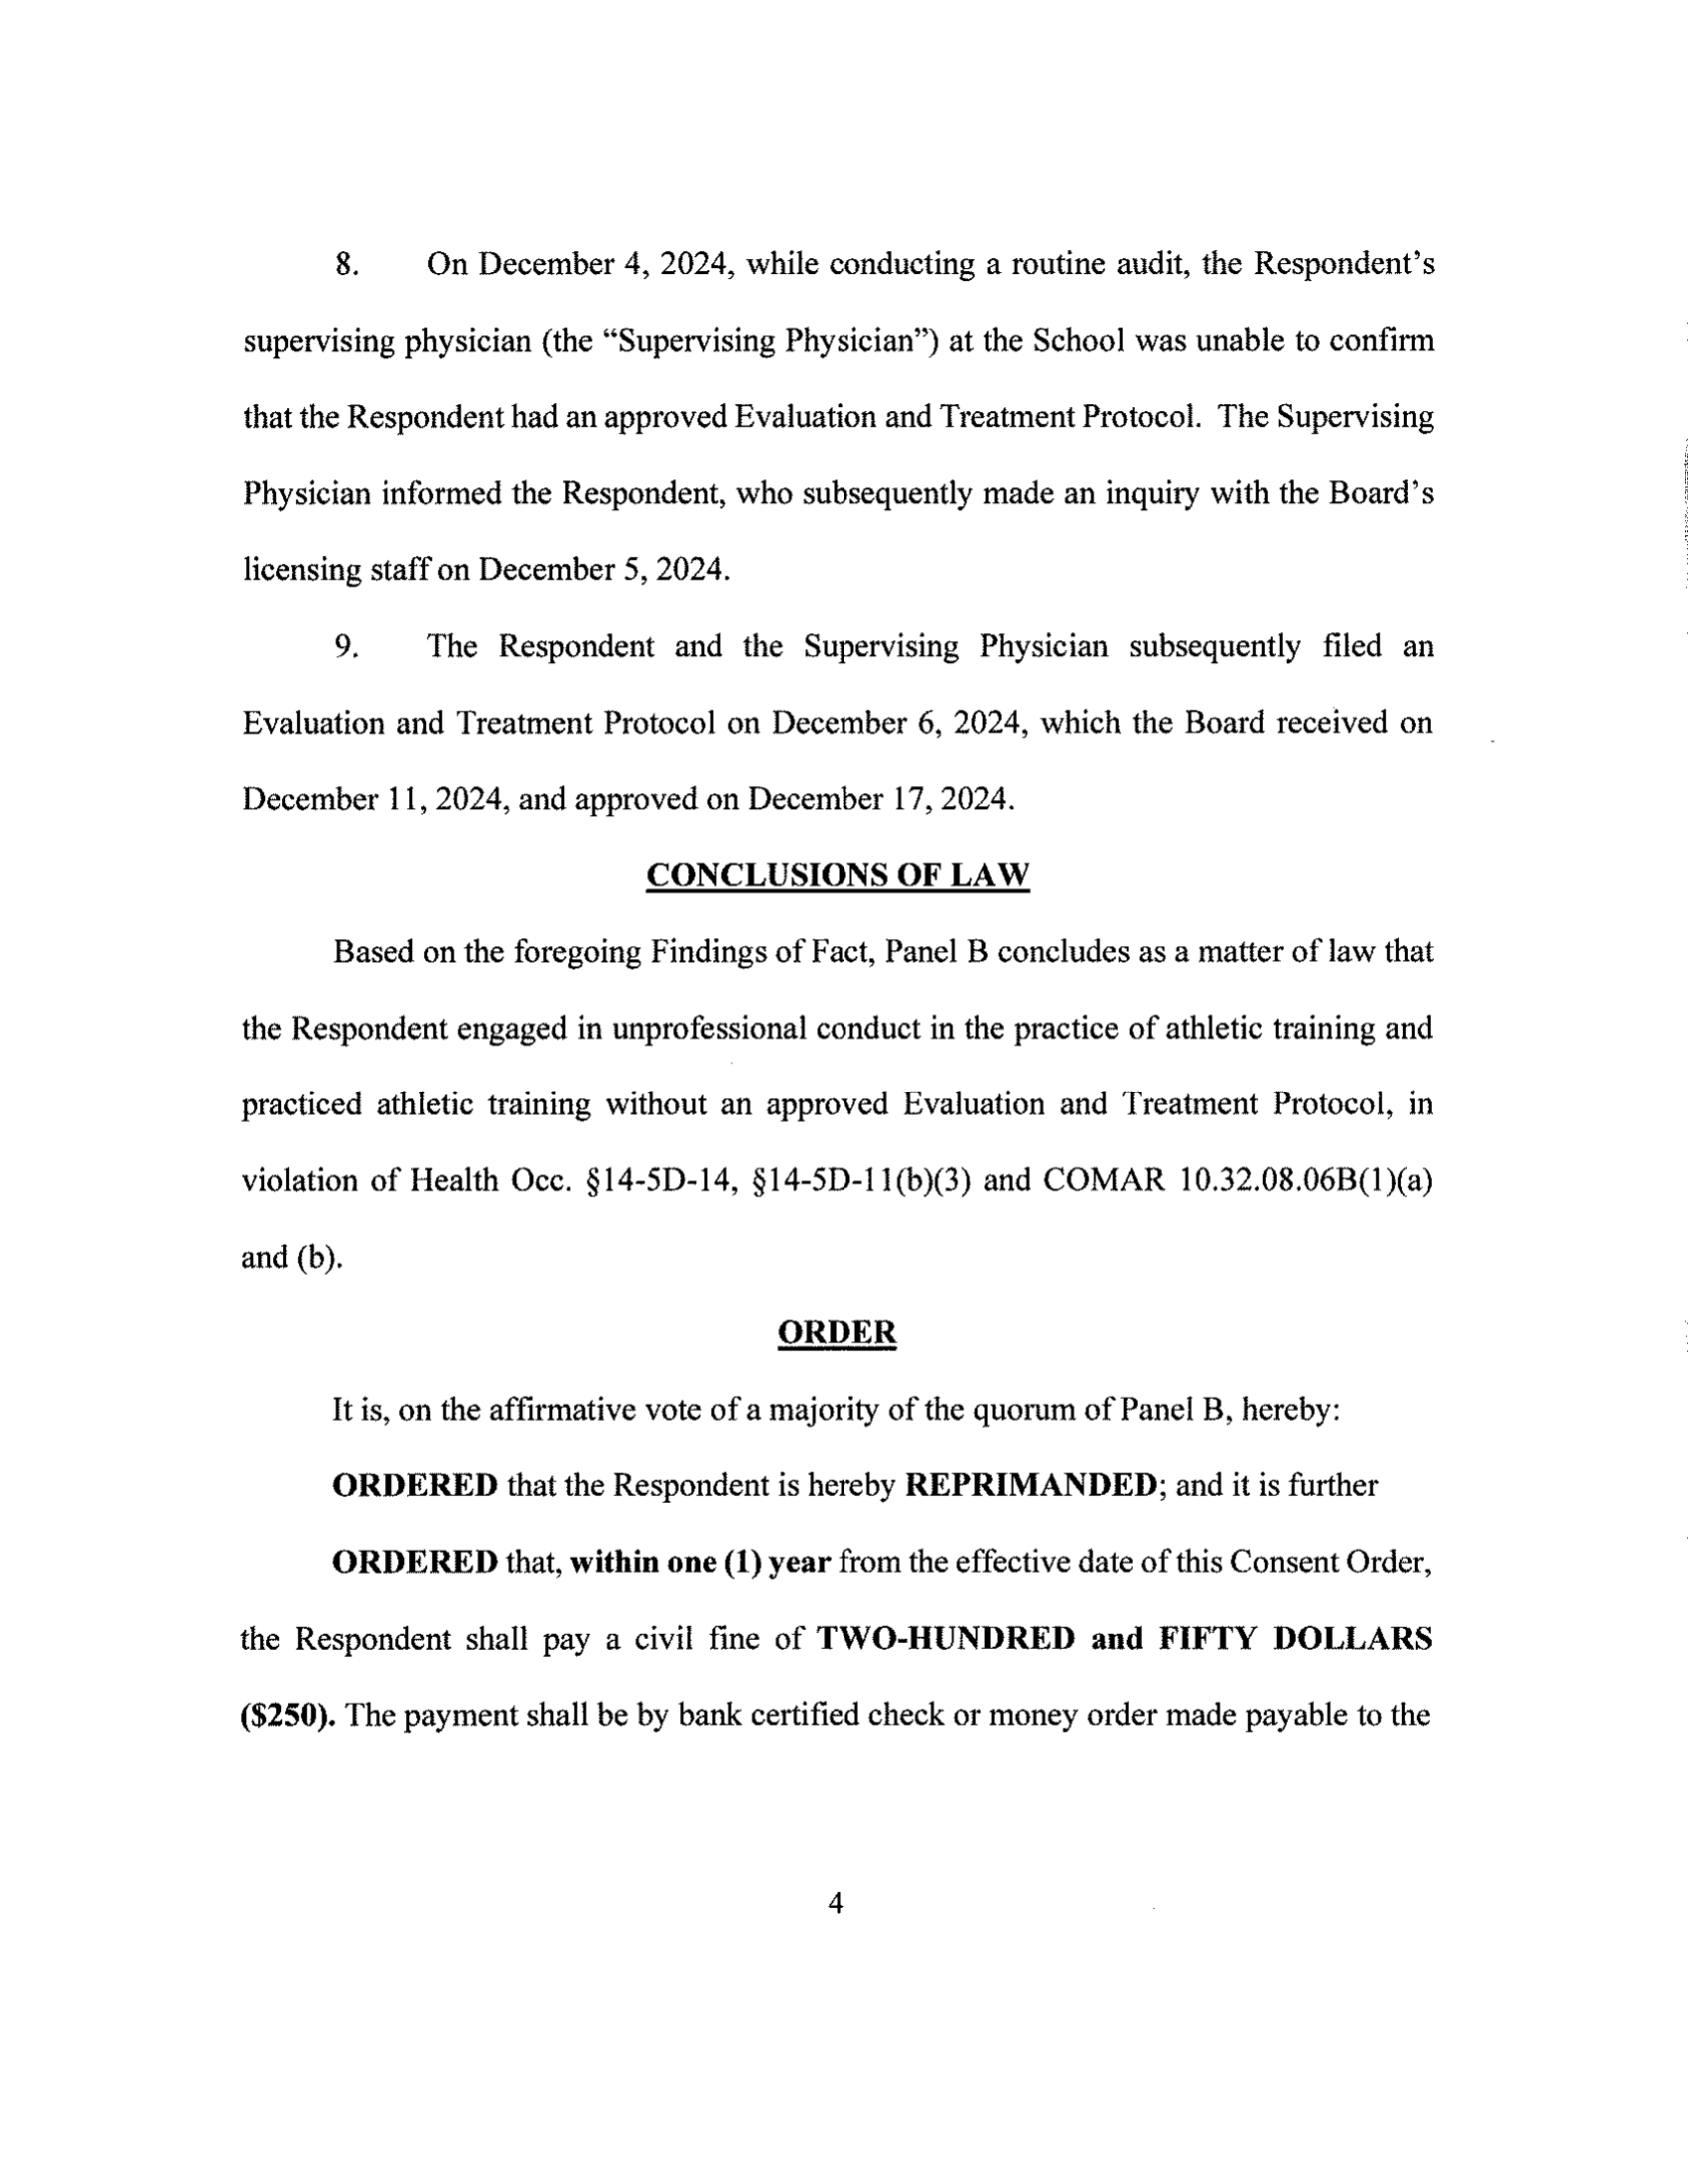 8. On December 4, 2024, while conducting a routine audit, the Respondent’s
supervising physician (the “Supervising Physician”) at the School was unable to confirm
that the Respondent had an approved Evaluation and Treatment Protocol. The Supervising
Physician informed the Respondent, who subsequently made an inquiry with the Board’s
licensing staff on December 5, 2024.
9. The Respondent and the Supervising Physician subsequently filed an
Evaluation and Treatment Protocol on December 6, 2024, which the Board received on
December 11, 2024, and approved on December 17, 2024.
CONCLUSIONS OF LAW
Based on the foregoing Findings of Fact, Panel B concludes as a matter of law that
the Respondent engaged in unprofessional conduct in the practice of athletic training and
practiced athletic training without an approved Evaluation and Treatment Protocol, in
violation of Health Occ. §14-5D-14, §14-5D-11(b)(3) and COMAR 10.32.08.06B(1)(a)
and (b).
ORDER
It is, on the affirmative vote of a majority of the quorum of Panel B, hereby:
ORDERED that the Respondent is hereby REPRIMANDED; and it is further
ORDERED that, within one (1) year from the effective date of this Consent Order,
the Respondent shall pay a civil fine of TWO-HUNDRED and FIFTY DOLLARS
($250). The payment shall be by bank certified check or money order made payable to the
4